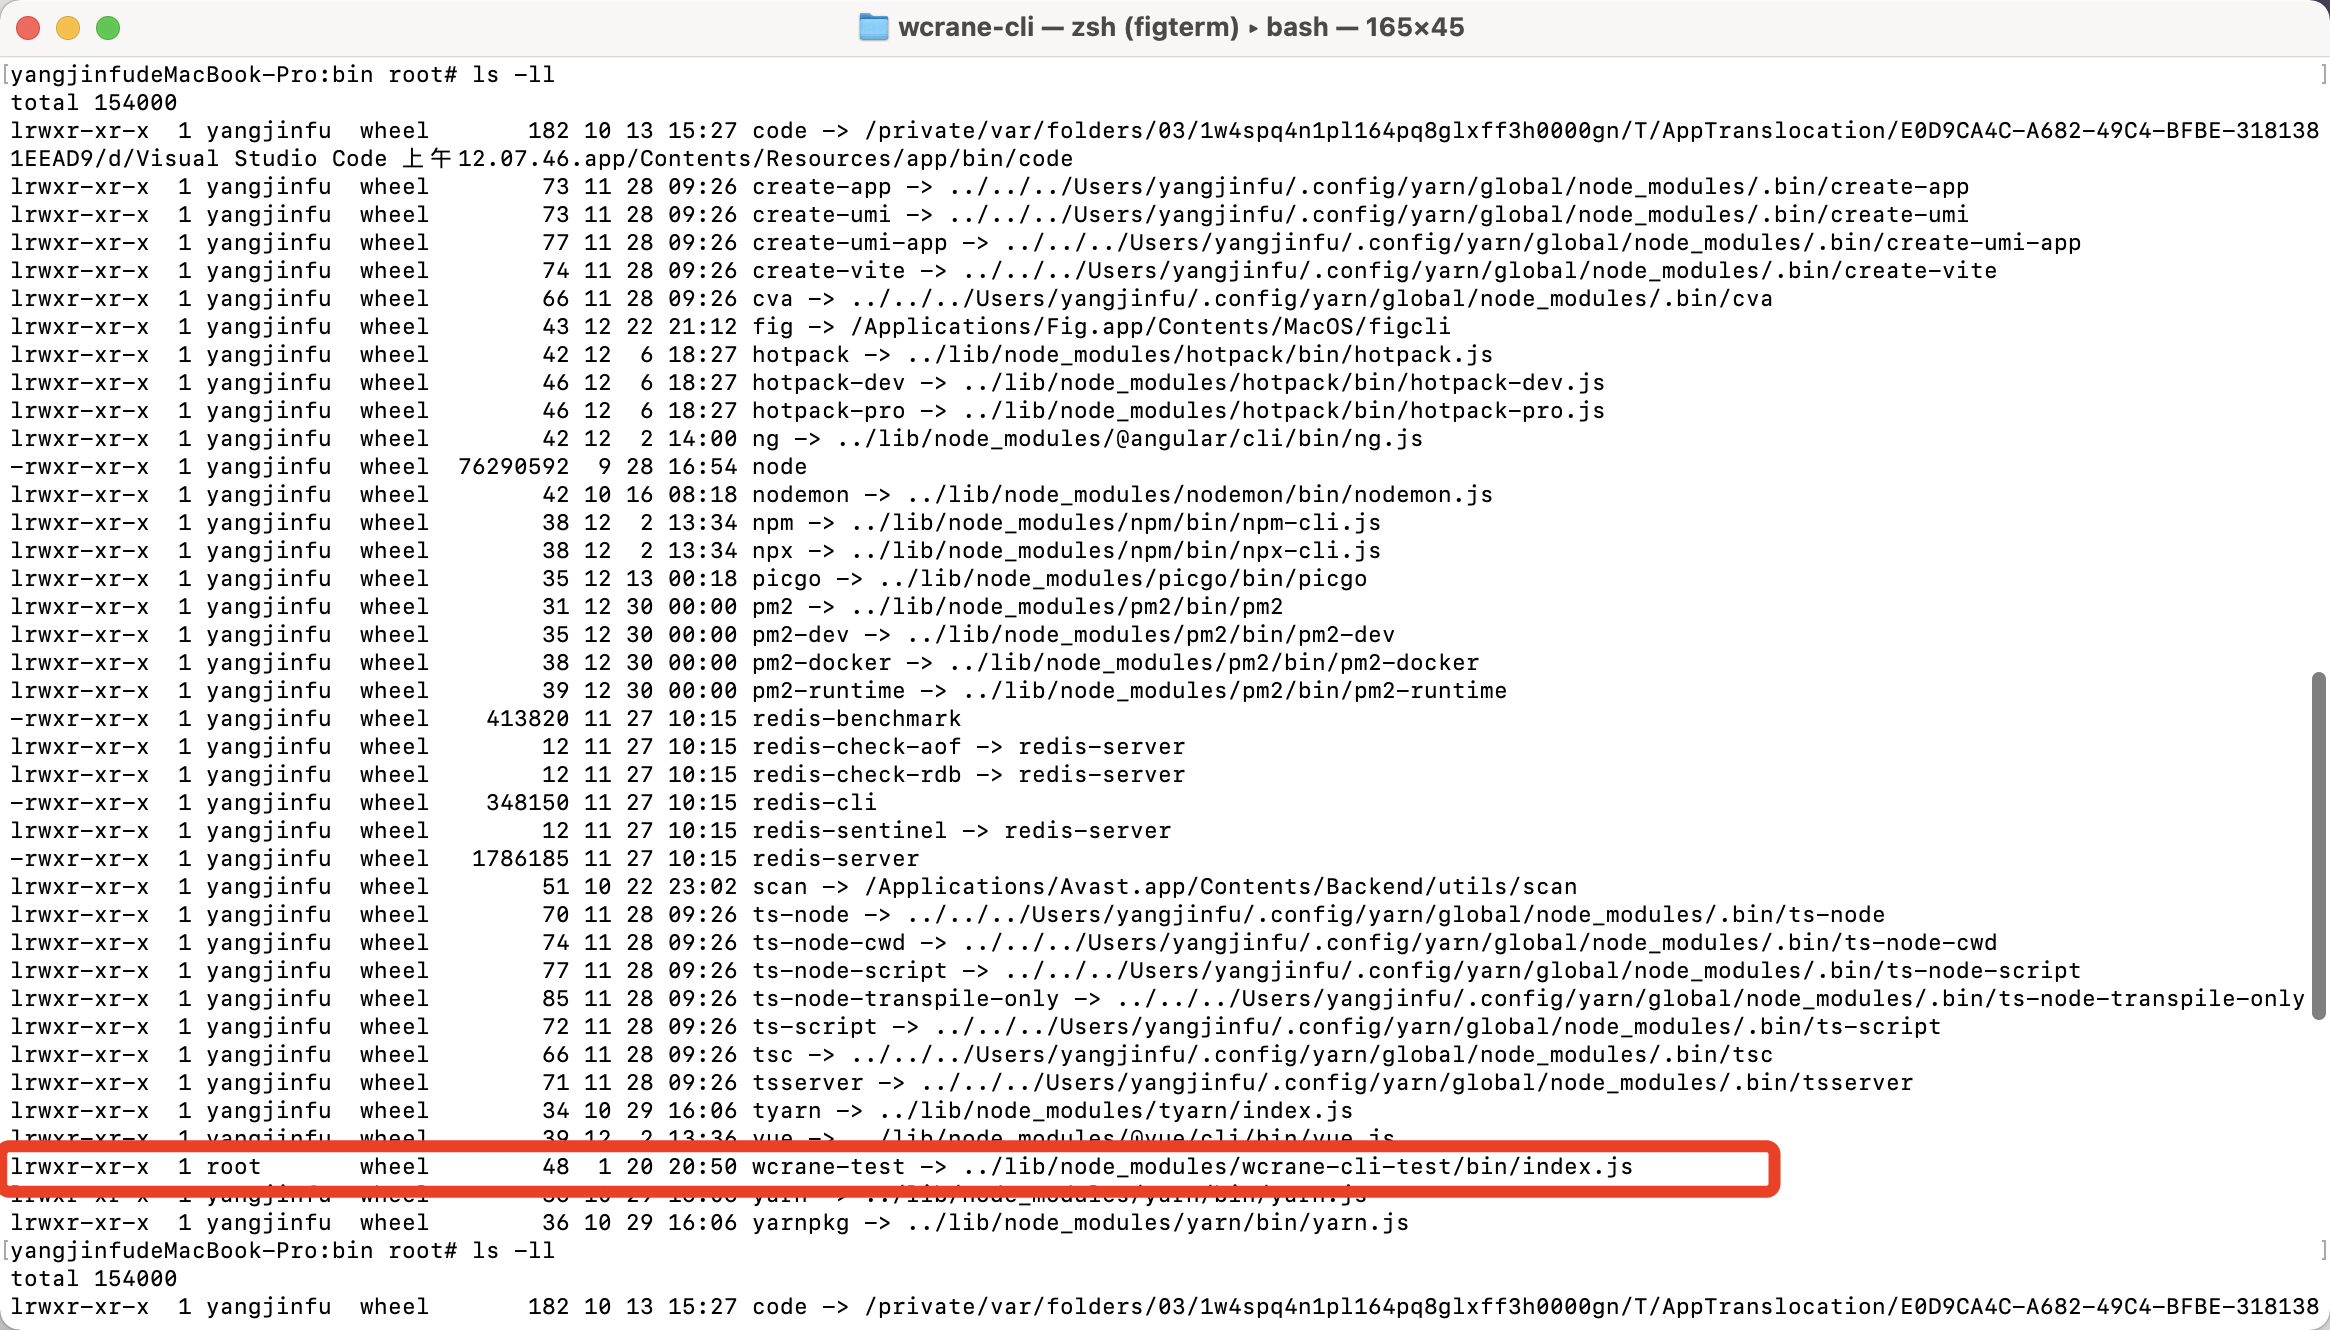 wcrane-cli — zsh (figterm) ▸ bash — 165×45
[yangjinfudeMacBook-Pro:bin root# ls -ll ]
total 154000
lrwxr-xr-x 1 yangjinfu wheel 182 10 13 15:27 code -> /private/var/folders/03/1w4spq4n1pl164pq8glxff3h0000gn/T/AppTranslocation/E0D9CA4C-A682-49C4-BFBE-318138
1EEAD9/d/Visual Studio Code 上午12.07.46.app/Contents/Resources/app/bin/code
lrwxr-xr-x 1 yangjinfu wheel 73 11 28 09:26 create-app -> ../../../Users/yangjinfu/.config/yarn/global/node_modules/.bin/create-app
lrwxr-xr-x 1 yangjinfu wheel 73 11 28 09:26 create-umi -> ../../../Users/yangjinfu/.config/yarn/global/node_modules/.bin/create-umi
lrwxr-xr-x 1 yangjinfu wheel 77 11 28 09:26 create-umi-app -> ../../../Users/yangjinfu/.config/yarn/global/node_modules/.bin/create-umi-app
lrwxr-xr-x 1 yangjinfu wheel 74 11 28 09:26 create-vite -> ../../../Users/yangjinfu/.config/yarn/global/node_modules/.bin/create-vite
lrwxr-xr-x 1 yangjinfu wheel 66 11 28 09:26 cva -> ../../../Users/yangjinfu/.config/yarn/global/node_modules/.bin/cva
lrwxr-xr-x 1 yangjinfu wheel 43 12 22 21:12 fig -> /Applications/Fig.app/Contents/MacOS/figcli
lrwxr-xr-x 1 yangjinfu wheel 42 12 6 18:27 hotpack -> ../lib/node_modules/hotpack/bin/hotpack.js
lrwxr-xr-x 1 yangjinfu wheel 46 12 6 18:27 hotpack-dev -> ../lib/node_modules/hotpack/bin/hotpack-dev.js
lrwxr-xr-x 1 yangjinfu wheel 46 12 6 18:27 hotpack-pro -> ../lib/node_modules/hotpack/bin/hotpack-pro.js
lrwxr-xr-x 1 yangjinfu wheel 42 12 2 14:00 ng -> ../lib/node_modules/@angular/cli/bin/ng.js
-rwxr-xr-x 1 yangjinfu wheel 76290592 9 28 16:54 node
lrwxr-xr-x 1 yangjinfu wheel 42 10 16 08:18 nodemon -> ../lib/node_modules/nodemon/bin/nodemon.js
lrwxr-xr-x 1 yangjinfu wheel 38 12 2 13:34 npm -> ../lib/node_modules/npm/bin/npm-cli.js
lrwxr-xr-x 1 yangjinfu wheel 38 12 2 13:34 npx -> ../lib/node_modules/npm/bin/npx-cli.js
lrwxr-xr-x 1 yangjinfu wheel 35 12 13 00:18 picgo -> ../lib/node_modules/picgo/bin/picgo
lrwxr-xr-x 1 yangjinfu wheel 31 12 30 00:00 pm2 -> ../lib/node_modules/pm2/bin/pm2
lrwxr-xr-x 1 yangjinfu wheel 35 12 30 00:00 pm2-dev -> ../lib/node_modules/pm2/bin/pm2-dev
lrwxr-xr-x 1 yangjinfu wheel 38 12 30 00:00 pm2-docker -> ../lib/node_modules/pm2/bin/pm2-docker
lrwxr-xr-x 1 yangjinfu wheel 39 12 30 00:00 pm2-runtime -> ../lib/node_modules/pm2/bin/pm2-runtime
-rwxr-xr-x 1 yangjinfu wheel 413820 11 27 10:15 redis-benchmark
lrwxr-xr-x 1 yangjinfu wheel 12 11 27 10:15 redis-check-aof -> redis-server
lrwxr-xr-x 1 yangjinfu wheel 12 11 27 10:15 redis-check-rdb -> redis-server
-rwxr-xr-x 1 yangjinfu wheel 348150 11 27 10:15 redis-cli
lrwxr-xr-x 1 yangjinfu wheel 12 11 27 10:15 redis-sentinel -> redis-server
-rwxr-xr-x 1 yangjinfu wheel 1786185 11 27 10:15 redis-server
lrwxr-xr-x 1 yangjinfu wheel 51 10 22 23:02 scan -> /Applications/Avast.app/Contents/Backend/utils/scan
lrwxr-xr-x 1 yangjinfu wheel 70 11 28 09:26 ts-node -> ../../../Users/yangjinfu/.config/yarn/global/node_modules/.bin/ts-node
lrwxr-xr-x 1 yangjinfu wheel 74 11 28 09:26 ts-node-cwd -> ../../../Users/yangjinfu/.config/yarn/global/node_modules/.bin/ts-node-cwd
lrwxr-xr-x 1 yangjinfu wheel 77 11 28 09:26 ts-node-script -> ../../../Users/yangjinfu/.config/yarn/global/node_modules/.bin/ts-node-script
lrwxr-xr-x 1 yangjinfu wheel 85 11 28 09:26 ts-node-transpile-only -> ../../../Users/yangjinfu/.config/yarn/global/node_modules/.bin/ts-node-transpile-only
lrwxr-xr-x 1 yangjinfu wheel 72 11 28 09:26 ts-script -> ../../../Users/yangjinfu/.config/yarn/global/node_modules/.bin/ts-script
lrwxr-xr-x 1 yangjinfu wheel 66 11 28 09:26 tsc -> ../../../Users/yangjinfu/.config/yarn/global/node_modules/.bin/tsc
lrwxr-xr-x 1 yangjinfu wheel 71 11 28 09:26 tsserver -> ../../../Users/yangjinfu/.config/yarn/global/node_modules/.bin/tsserver
lrwxr-xr-x 1 yangjinfu wheel 34 10 29 16:06 tyarn -> ../lib/node_modules/tyarn/index.js
lrwxr-xr-x 1 yangjinfu wheel 39 12 2 13:36 vue -> ../lib/node_modules/@vue/cli/bin/vue.js
lrwxr-xr-x 1 root wheel 48 1 20 20:50 wcrane-test -> ../lib/node_modules/wcrane-cli-test/bin/index.js
lrwxr-xr-x 1 yangjinfu wheel 10 29 yarn -> ../lib/node_modules/yarn/bin/yarn.js
lrwxr-xr-x 1 yangjinfu wheel 36 10 29 16:06 yarnpkg -> ../lib/node_modules/yarn/bin/yarn.js
[yangjinfudeMacBook-Pro:bin root# ls -ll ]
total 154000
lrwxr-xr-x 1 yangjinfu wheel 182 10 13 15:27 code -> /private/var/folders/03/1w4spq4n1pl164pq8glxff3h0000gn/T/AppTranslocation/E0D9CA4C-A682-49C4-BFBE-318138